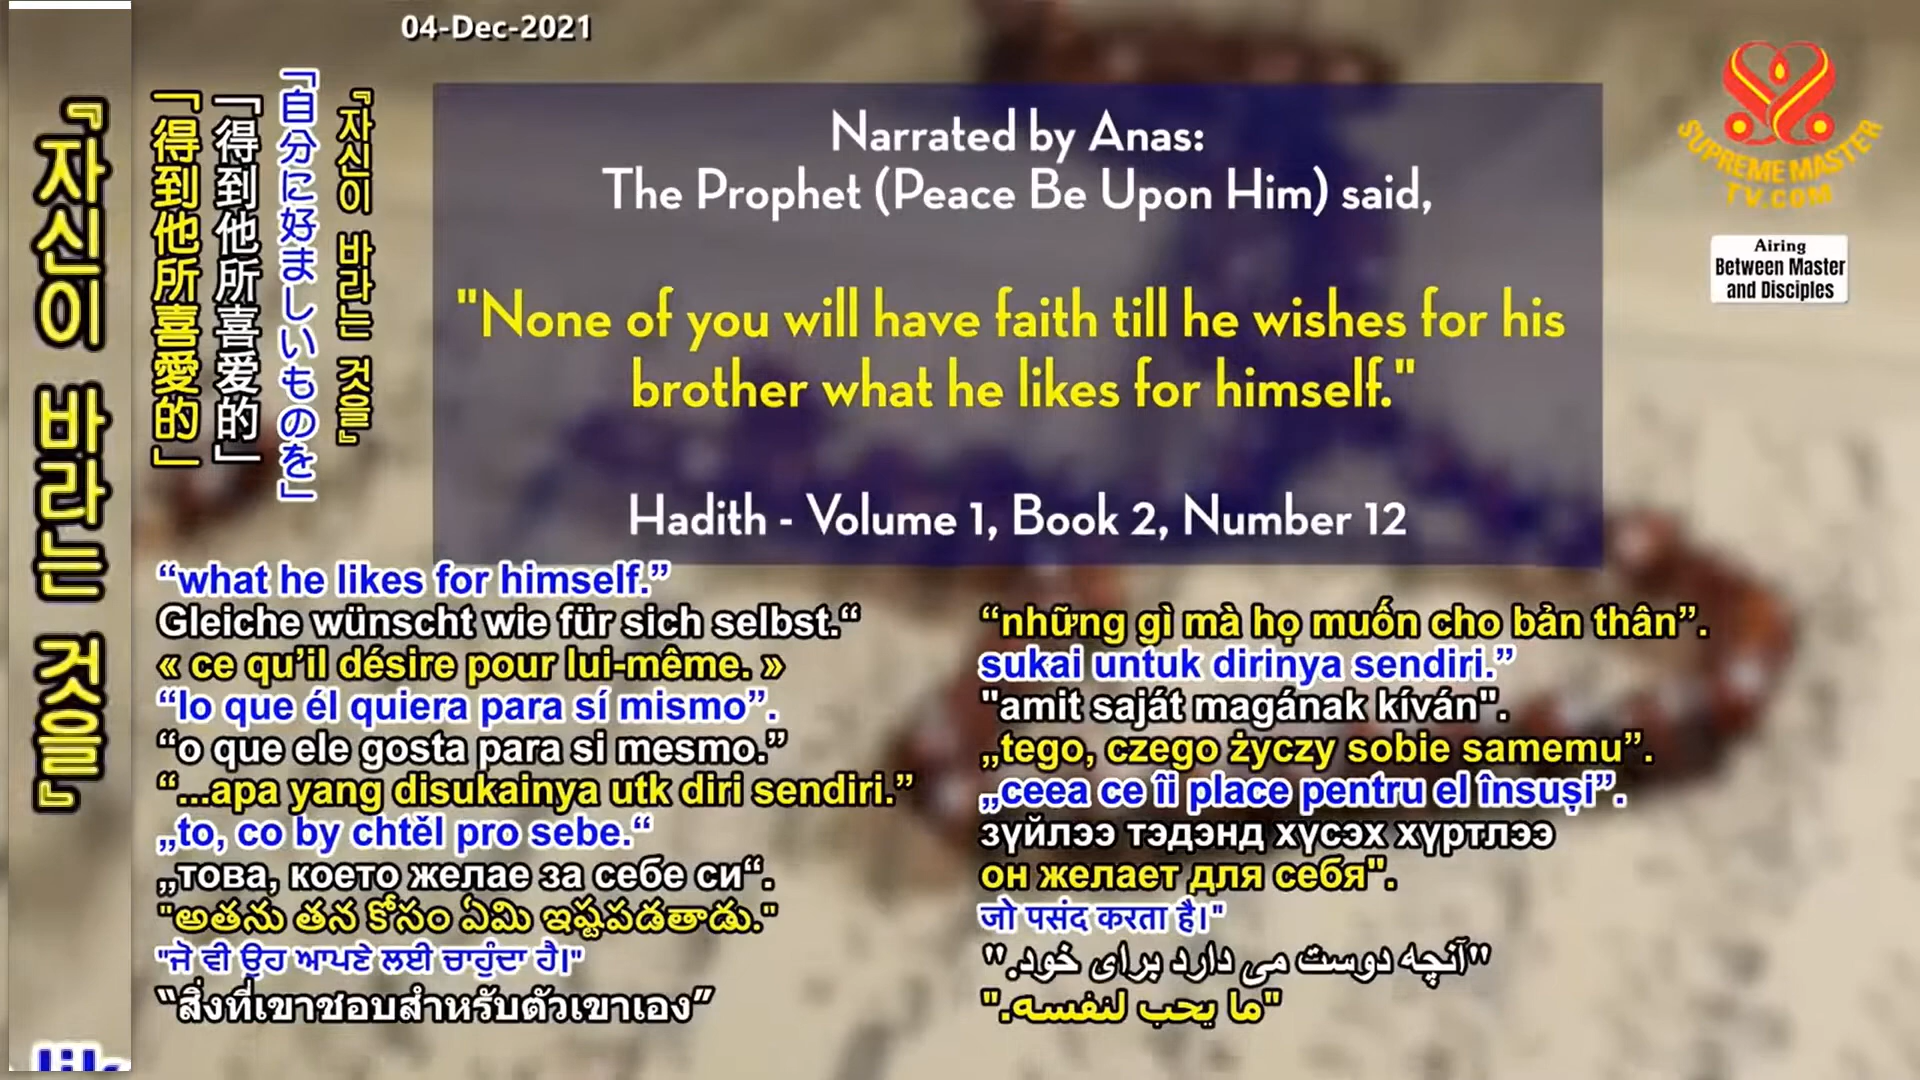 04-Dec-2021
『자신이 바라는 것을』
「得到他所喜愛的」
「得到他所喜爱的」
「自分に好ましいものを」
『자신이 바라는 것을』
Narrated by Anas:
The Prophet (Peace Be Upon Him) said,
"None of you will have faith till he wishes for his
brother what he likes for himself."
Hadith - Volume 1, Book 2, Number 12
SUPREME MASTER
TV.COM
Airing
Between Master
and Disciples
“what he likes for himself.”
Gleiche wünscht wie für sich selbst.“
« ce qu’il désire pour lui-même. »
“lo que él quiera para sí mismo”.
“o que ele gosta para si mesmo.”
“...apa yang disukainya utk diri sendiri.”
„to, co by chtěl pro sebe.“
„това, което желае за себе си“.
"అతను తన కోసం ఏమి ఇష్టపడతాడు."
"ਜੋ ਵੀ ਉਹ ਆਪਣੇ ਲਈ ਚਾਹੁੰਦਾ ਹੈ।"
“สิ่งที่เขาชอบสำหรับตัวเขาเอง”
“những gì mà họ muốn cho bản thân”.
sukai untuk dirinya sendiri.”
"amit saját magának kíván".
„tego, czego życzy sobie samemu”.
„ceea ce îi place pentru el însuși”.
зүйлээ тэдэнд хүсэх хүртлээ
он желает для себя".
जो पसंद करता है।"
"آنچه دوست می دارد برای خود."
"ما يحب لنفسه."